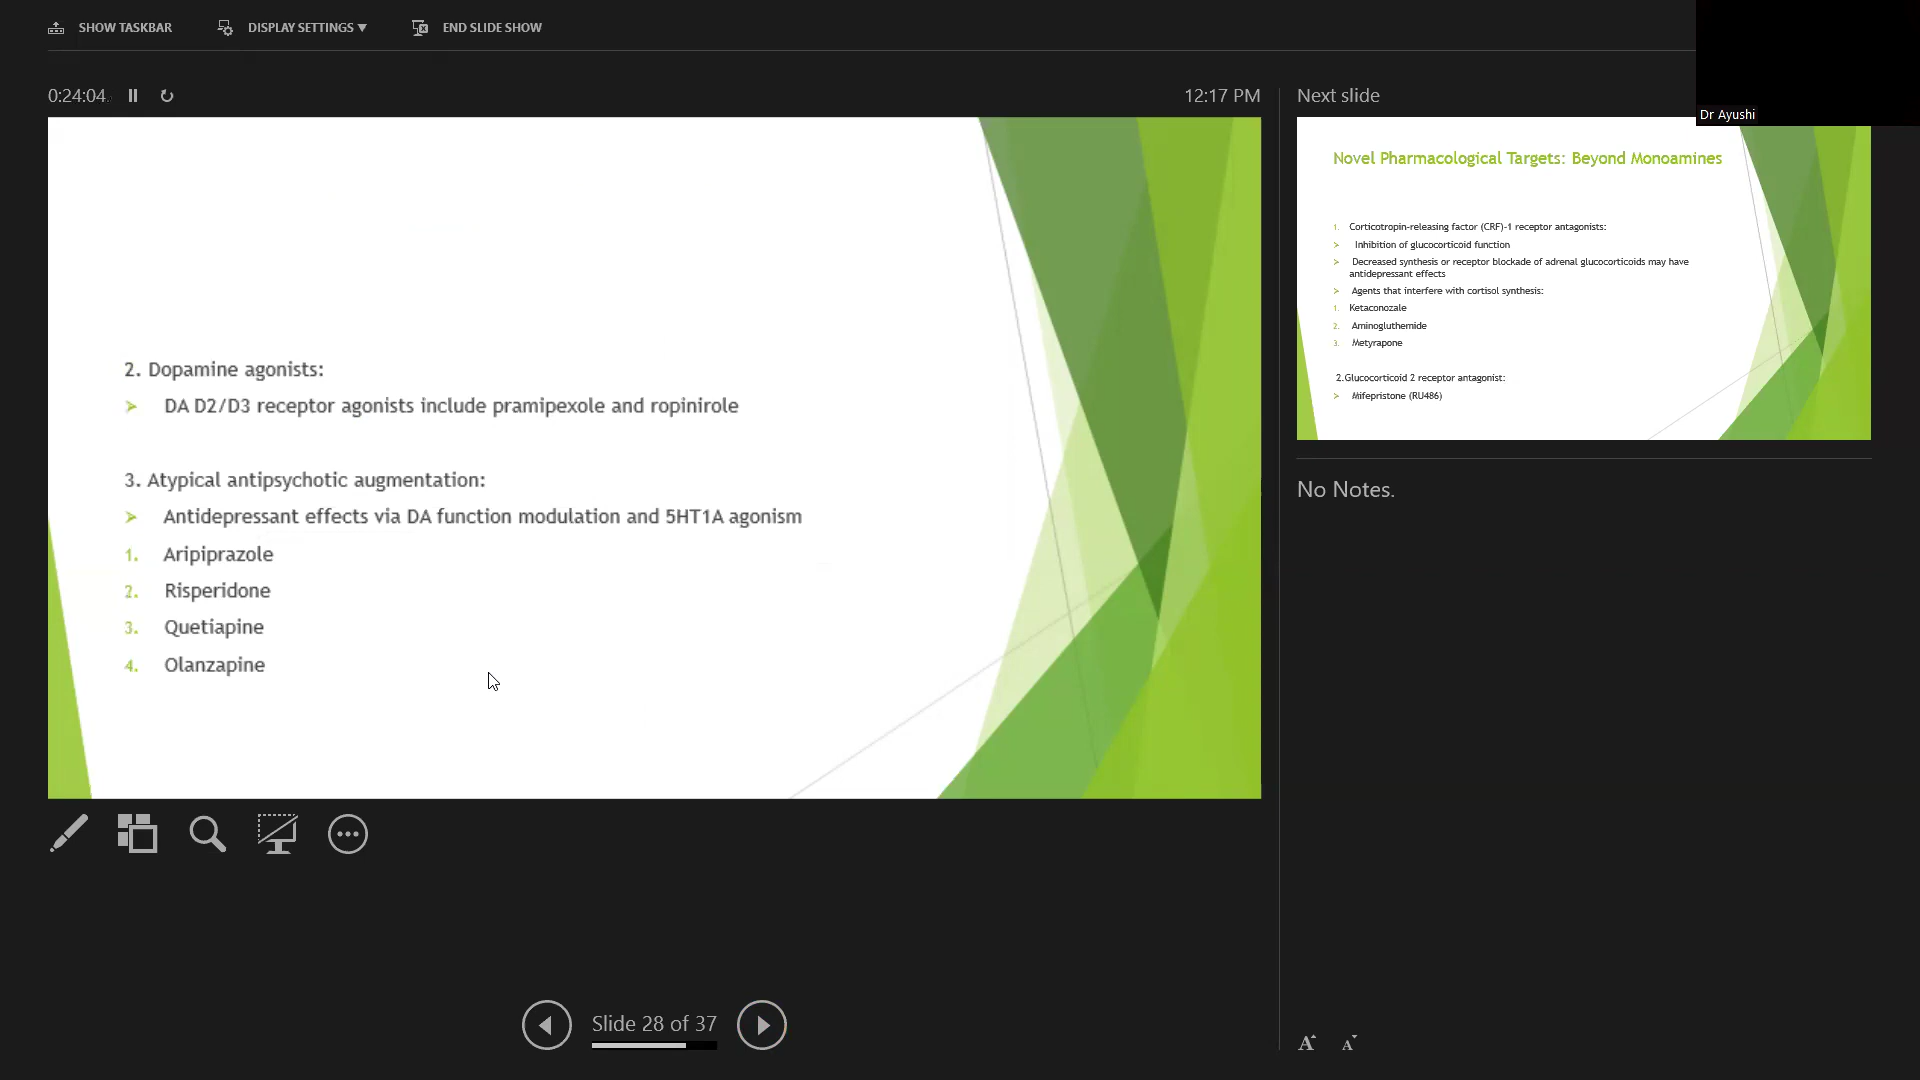 SHOW TASKBAR
DISPLAY SETTINGS ▼
END SLIDE SHOW
0:24:04
12:17 PM
2. Dopamine agonists:
➢ DA D2/D3 receptor agonists include pramipexole and ropinirole
3. Atypical antipsychotic augmentation:
➢ Antidepressant effects via DA function modulation and 5HT1A agonism
1. Aripiprazole
2. Risperidone
3. Quetiapine
4. Olanzapine
Slide 28 of 37
Next slide
Dr Ayushi
Novel Pharmacological Targets: Beyond Monoamines
1. Corticotropin-releasing factor (CRF)-1 receptor antagonists:
➢ Inhibition of glucocorticoid function
➢ Decreased synthesis or receptor blockade of adrenal glucocorticoids may have
antidepressant effects
➢ Agents that interfere with cortisol synthesis:
1. Ketaconozale
2. Aminogluthemide
3. Metyrapone
2.Glucocorticoid 2 receptor antagonist:
➢ Mifepristone (RU486)
No Notes.
A A